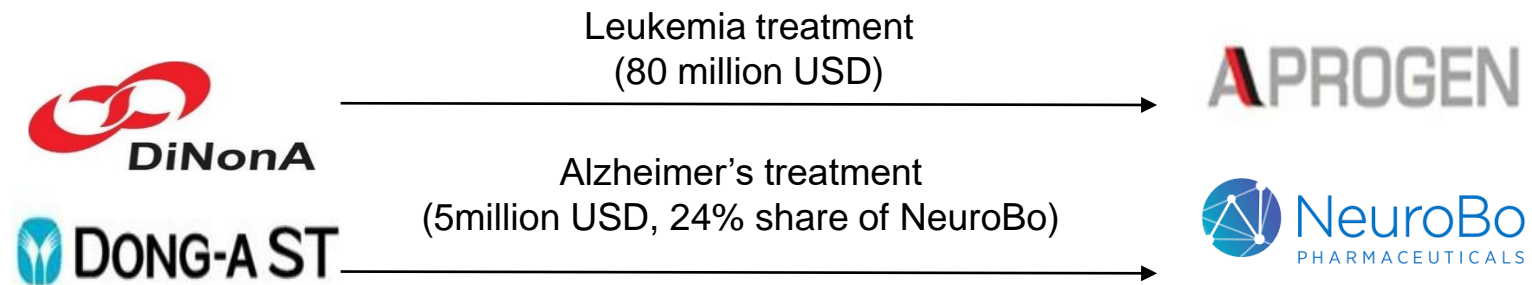 Leukemia treatment
(80 million USD)
DiNonA
APROGEN
Alzheimer's treatment
(5million USD, 24% share of NeuroBo)
DONG-A ST
NeuroBo
PHARMACEUTICALS